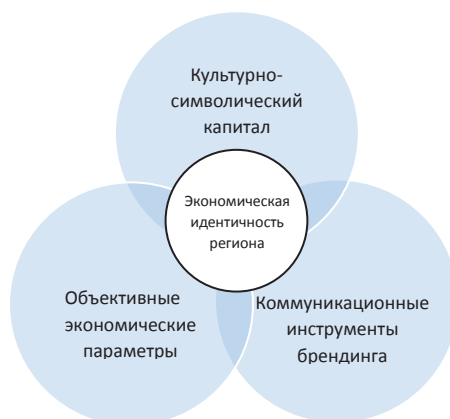 Культурно-
символический
капитал
Экономическая
идентичность
региона
Объективные
экономические
параметры
Коммуникационные
инструменты
брендинга